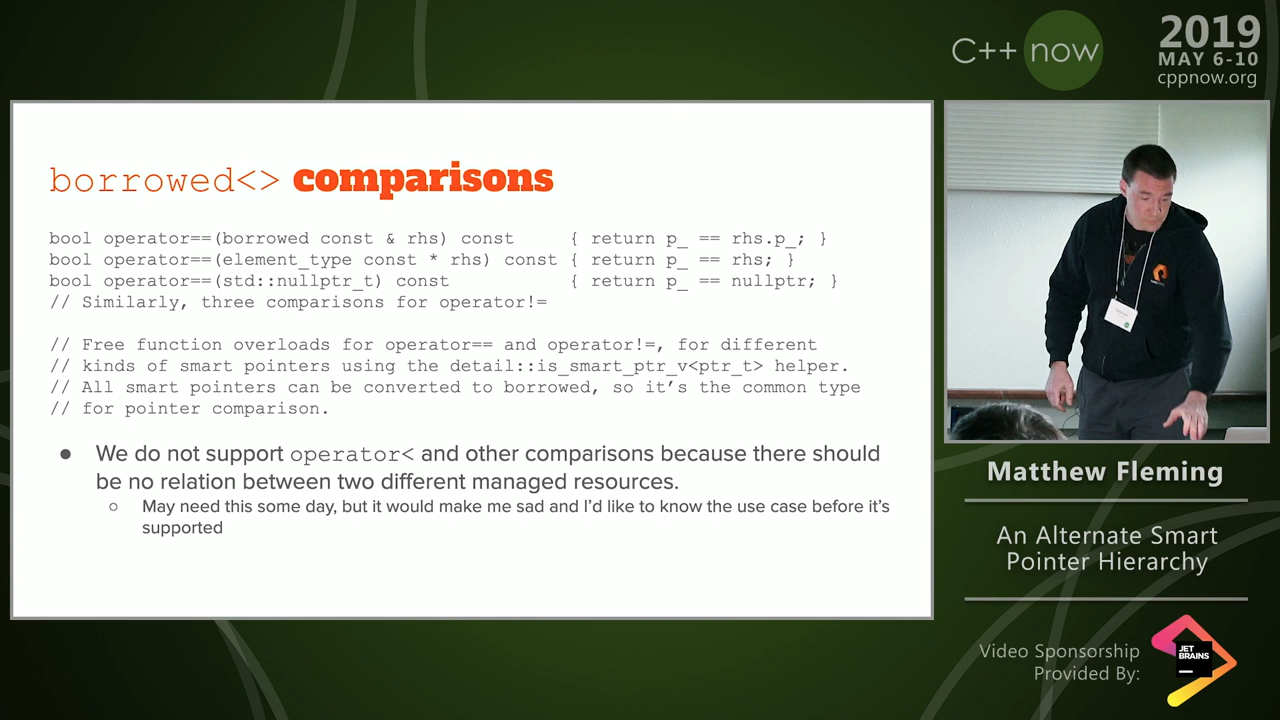 C++ now
2019
MAY 6-10
cppnow.org
borrowed<> comparisons
bool operator==(borrowed const & rhs) const { return p_ == rhs.p_; }
bool operator==(element_type const * rhs) const { return p_ == rhs; }
bool operator==(std::nullptr_t) const { return p_ == nullptr; }
// Similarly, three comparisons for operator!=
// Free function overloads for operator== and operator!=, for different
// kinds of smart pointers using the detail::is_smart_ptr_v<ptr_t> helper.
// All smart pointers can be converted to borrowed, so it’s the common type
// for pointer comparison.
● We do not support operator< and other comparisons because there should
be no relation between two different managed resources.
○ May need this some day, but it would make me sad and I’d like to know the use case before it’s
supported
Matthew Fleming
An Alternate Smart
Pointer Hierarchy
Video Sponsorship
Provided By:
JET
BRAINS